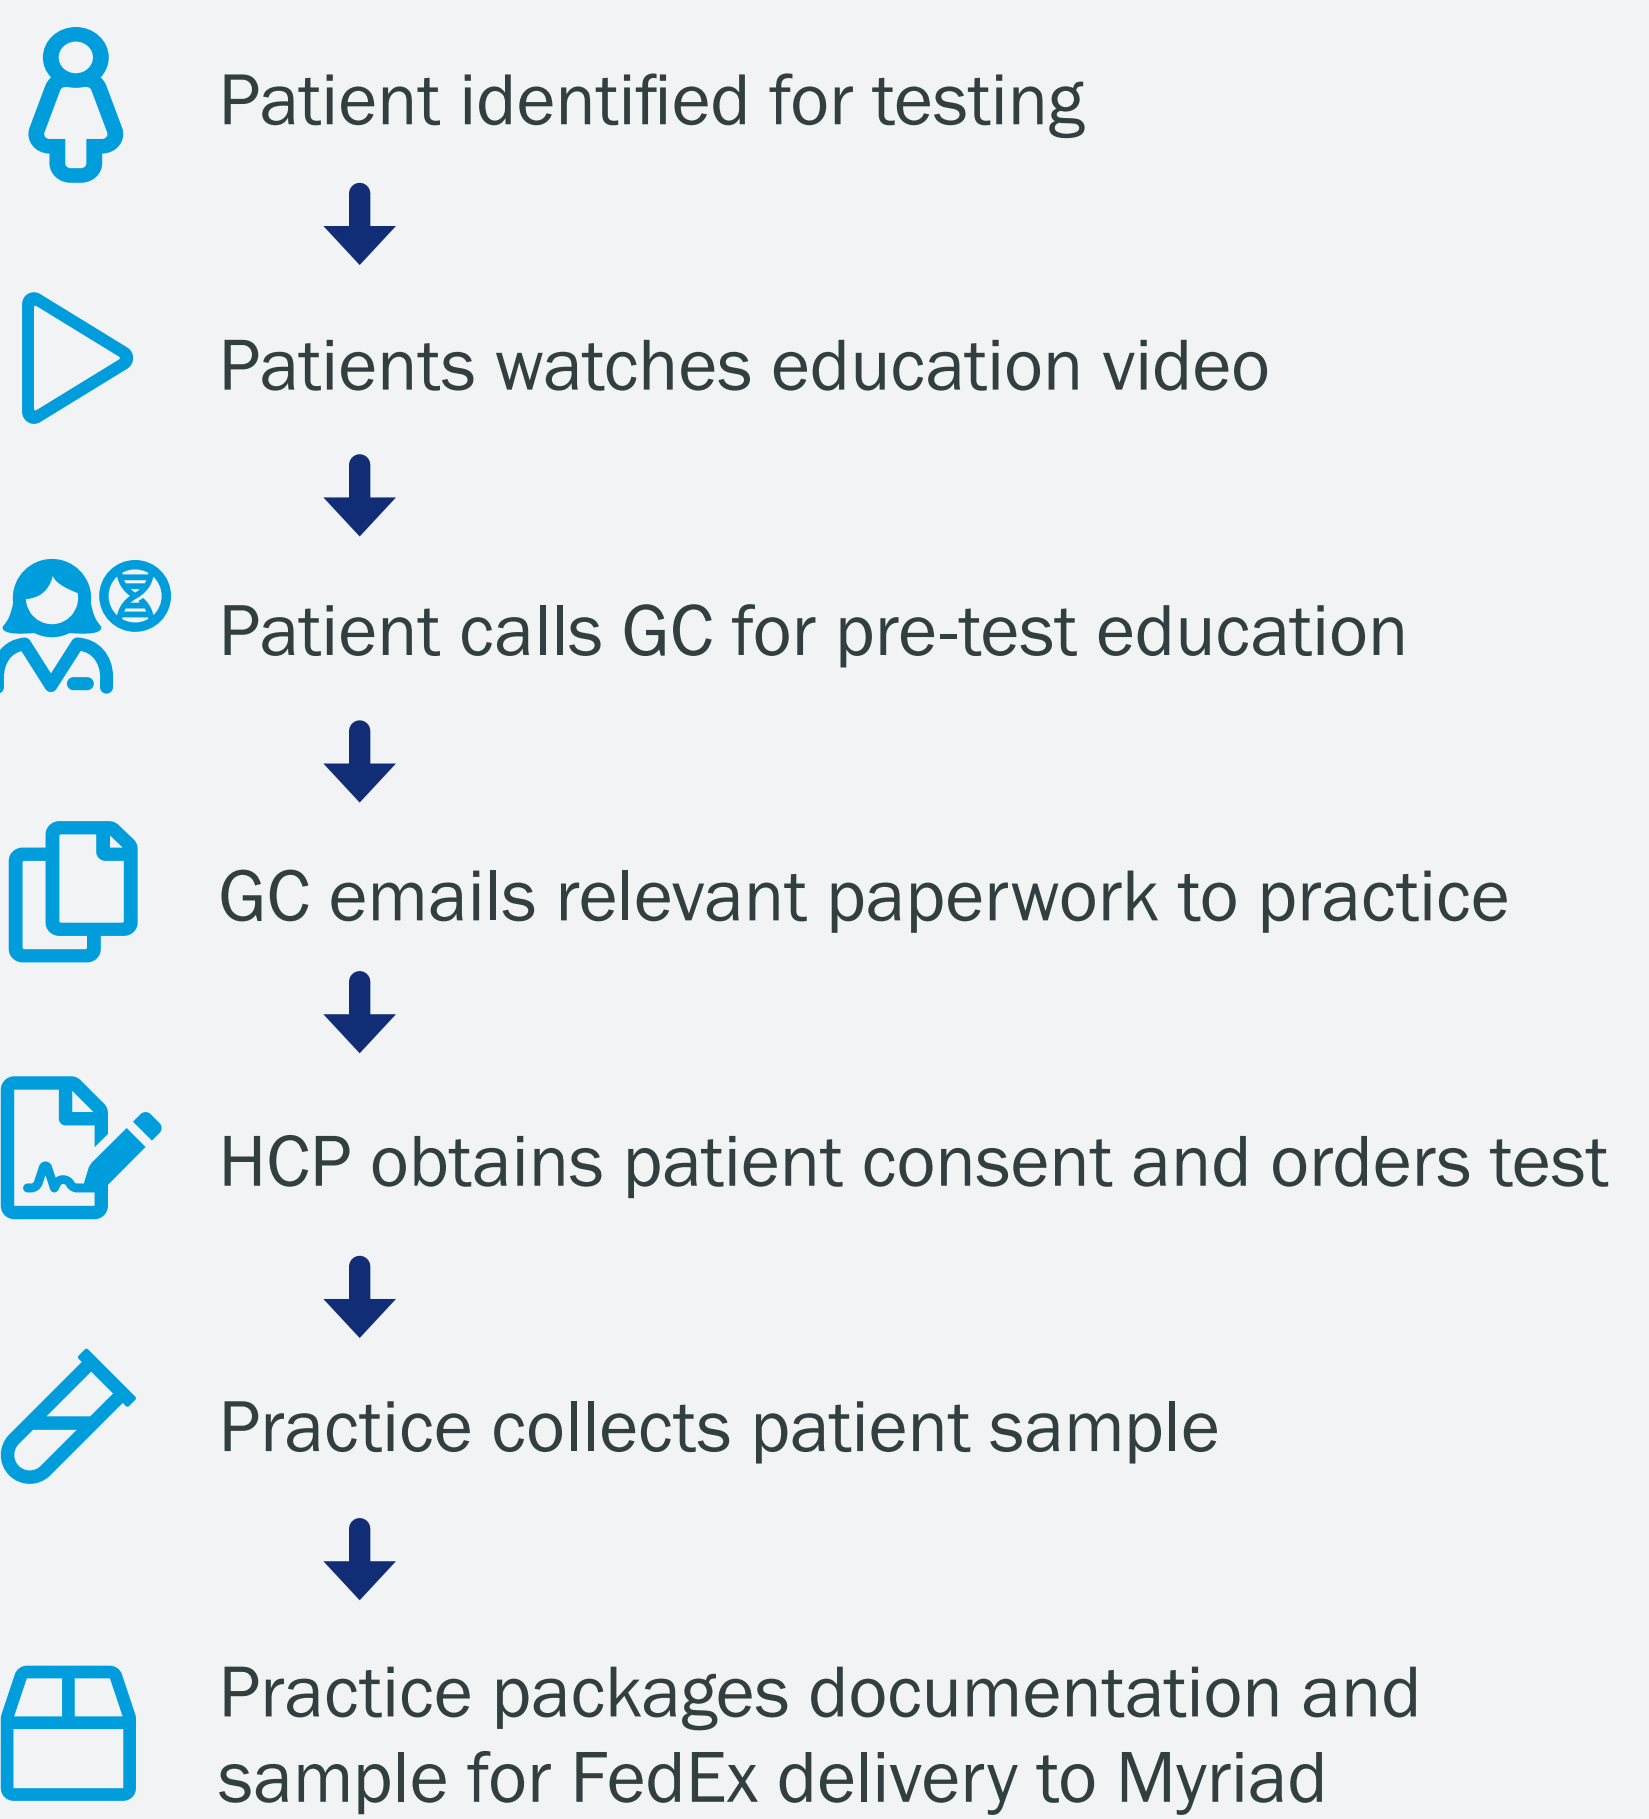 Patient identified for testing
Patients watches education video
Patient calls GC for pre-test education
GC emails relevant paperwork to practice
HCP obtains patient consent and orders test
Practice collects patient sample
Practice packages documentation and
sample for FedEx delivery to Myriad